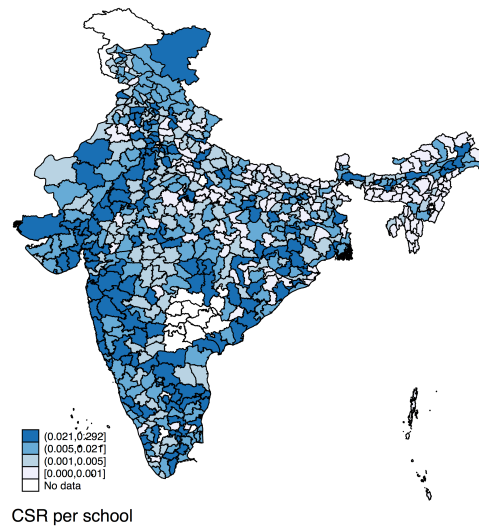 (0.021,0.292]
(0.005,0.021]
(0.001,0.005]
[0.000,0.001]
No data
CSR per school